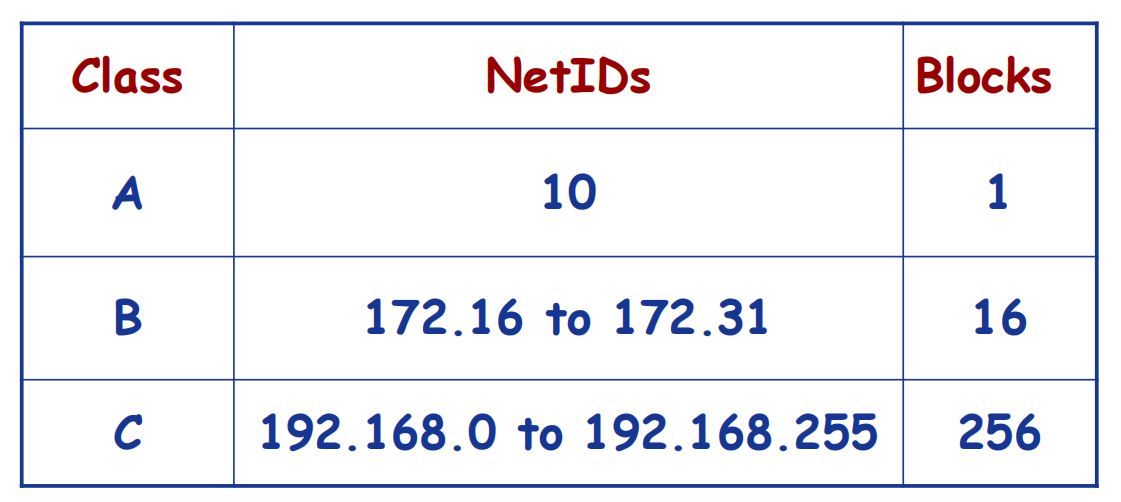 Class NetIDs Blocks
A 10 1
B 172.16 to 172.31 16
C 192.168.0 to 192.168.255 256